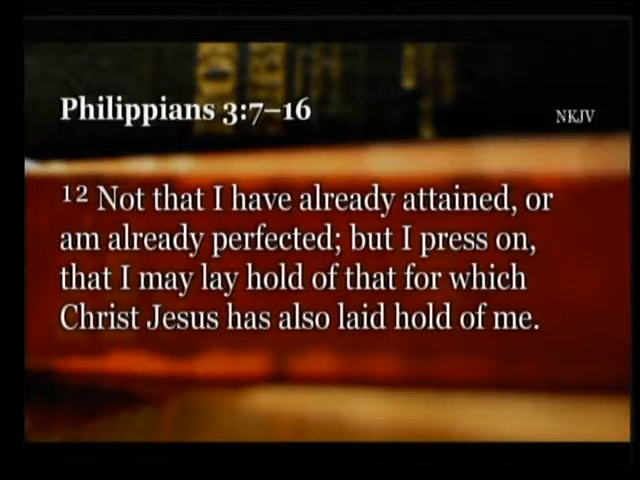 Philippians 3:7–16
NKJV
12 Not that I have already attained, or
am already perfected; but I press on,
that I may lay hold of that for which
Christ Jesus has also laid hold of me.